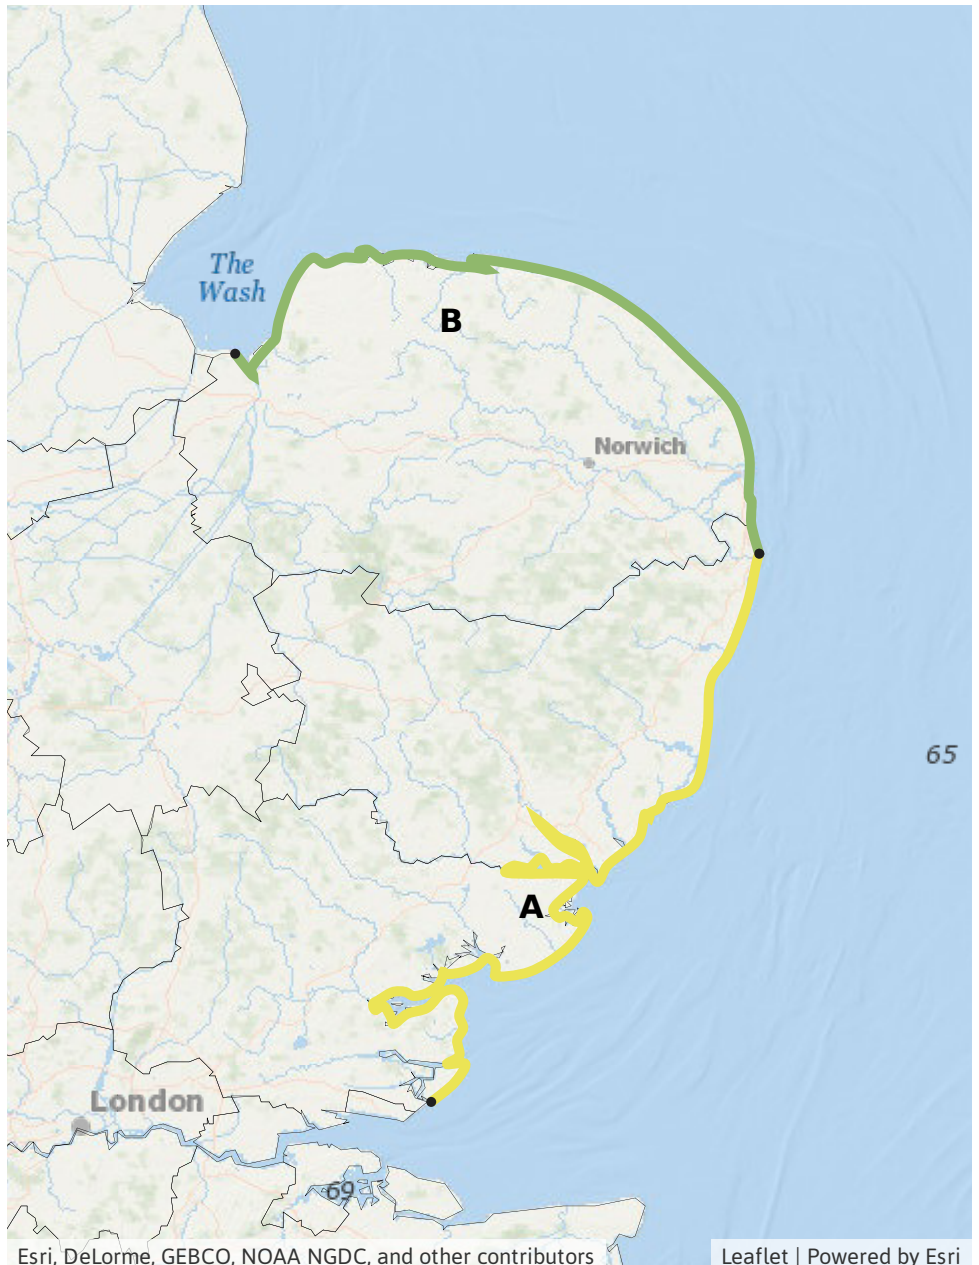 The
Wash
B
Norwich
65
A
London
69
Esri, DeLorme, GEBCO, NOAA NGDC, and other contributors
Leaflet | Powered by Esri